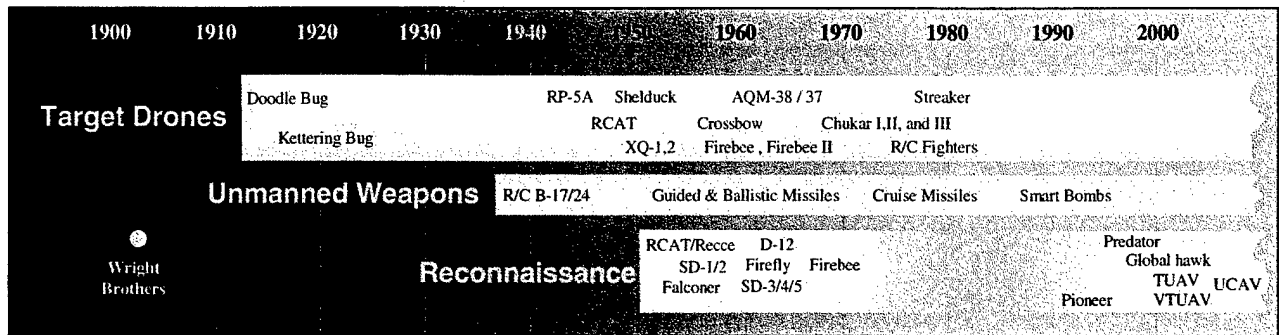 1900 1910 1920 1930 1940 1950 1960 1970 1980 1990 2000
Target Drones
Doodle Bug RP-5A Shelduck AQM-38 / 37 Streaker
RCAT Crossbow Chukar I,II, and III
Kettering Bug
XQ-1,2 Firebee , Firebee II R/C Fighters
Unmanned Weapons
R/C B-17/24 Guided & Ballistic Missiles Cruise Missiles Smart Bombs
Wright
Brothers
Reconnaissance
RCAT/Recce D-12 Predator
SD-1/2 Firefly Firebee Global hawk
Falconer SD-3/4/5 TUAV UCAV
Pioneer VTUAV